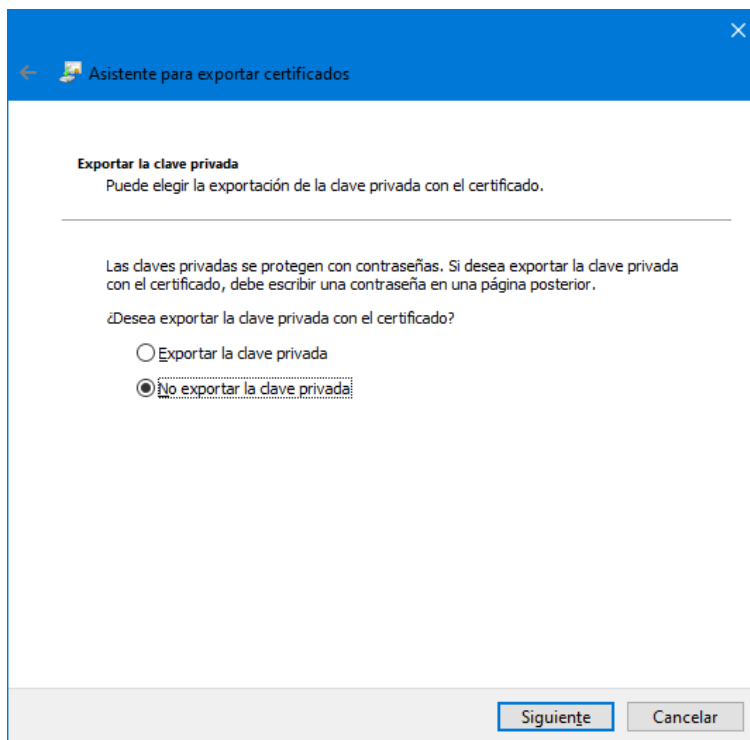 Asistente para exportar certificados
Exportar la clave privada
Puede elegir la exportación de la clave privada con el certificado.
Las claves privadas se protegen con contraseñas. Si desea exportar la clave privada
con el certificado, debe escribir una contraseña en una página posterior.
¿Desea exportar la clave privada con el certificado?
Exportar la clave privada
No exportar la clave privada
Siguiente
Cancelar